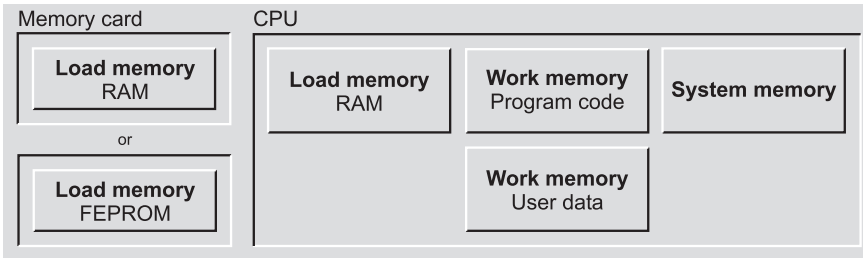 Memory card
Load memory
RAM
or
Load memory
FEPROM
CPU
Load memory
RAM
Work memory
Program code
System memory
Work memory
User data